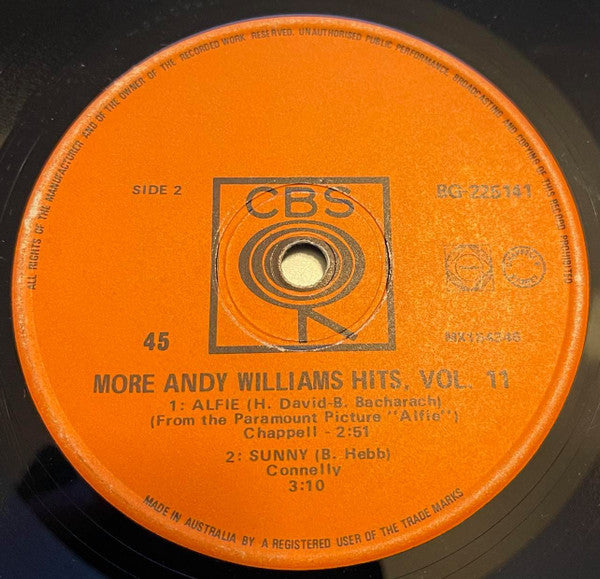 ALL RIGHTS OF THE MANUFACTURER AND OF THE OWNER OF THE RECORDED WORK RESERVED. UNAUTHORISED PUBLIC PERFORMANCE, BROADCASTING AND COPYING OF THIS RECORD PROHIBITED
CBS
SIDE 2
BG-225141
45
MORE ANDY WILLIAMS HITS, VOL. 11
1: ALFIE (H. David-B. Bacharach)
(From the Paramount Picture "Alfie")
Chappell - 2:51
2: SUNNY (B. Hebb)
Connelly
3:10
MADE IN AUSTRALIA BY A REGISTERED USER OF THE TRADE MARKS